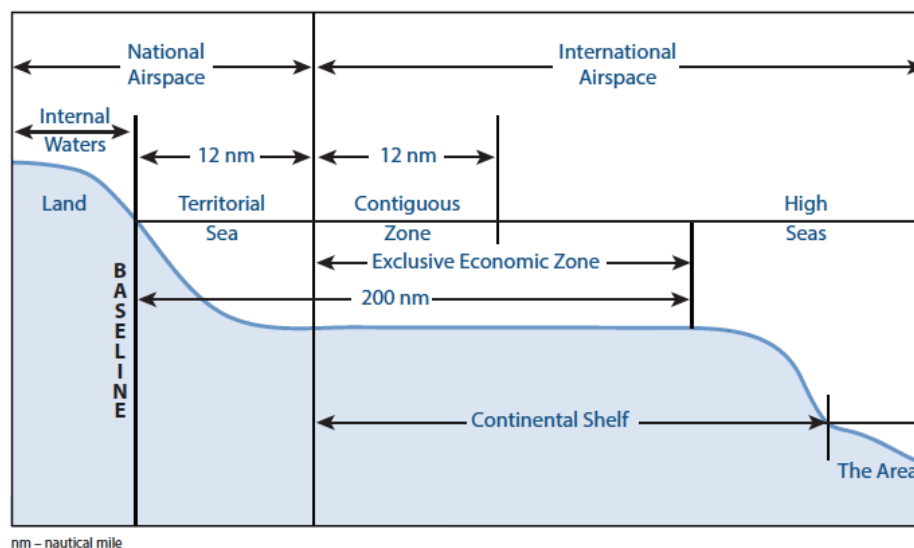 National
Airspace
International
Airspace
Internal
Waters
12 nm
12 nm
Land
Territorial
Sea
Contiguous
Zone
High
Seas
Exclusive Economic Zone
200 nm
BASELINE
Continental Shelf
The Area
nm – nautical mile